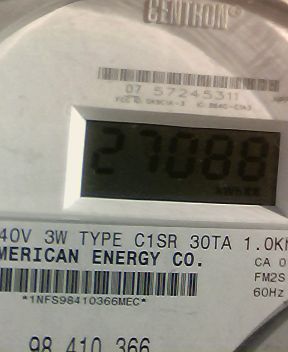 CENTRON®
07 57245311
27088
kWh
40V 3W TYPE C1SR 30TA 1.0K
MERICAN ENERGY CO.
CA 0
FM2S
60Hz
*1NFS98410366MEC*
98 410 366